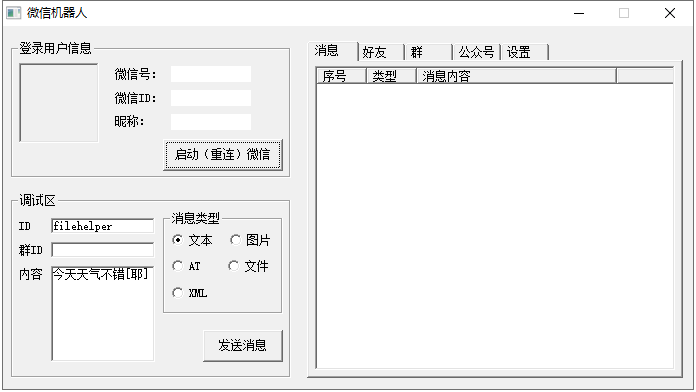 微信机器人
登录用户信息
微信号：
微信ID：
昵称：
启动（重连）微信
调试区
ID filehelper
群ID
内容 今天天气不错[耶]
消息类型
文本 图片
AT 文件
XML
发送消息
消息 好友 群 公众号 设置
序号 类型 消息内容